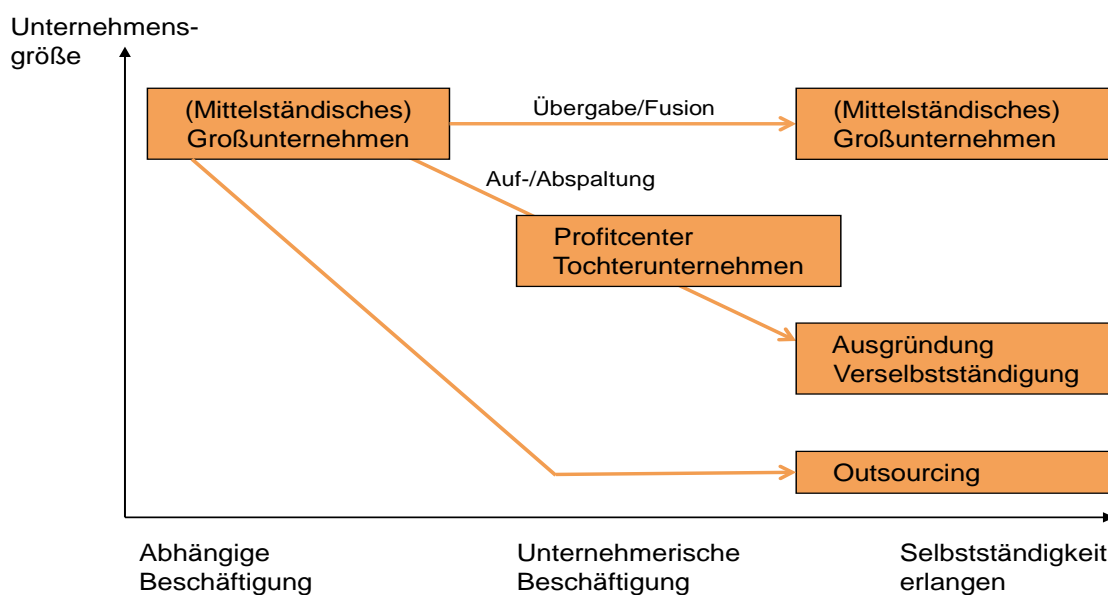 Unternehmens-
größe
(Mittelständisches)
Großunternehmen
Übergabe/Fusion
(Mittelständisches)
Großunternehmen
Auf-/Abspaltung
Profitcenter
Tochterunternehmen
Ausgründung
Verselbstständigung
Outsourcing
Abhängige
Beschäftigung
Unternehmerische
Beschäftigung
Selbstständigkeit
erlangen